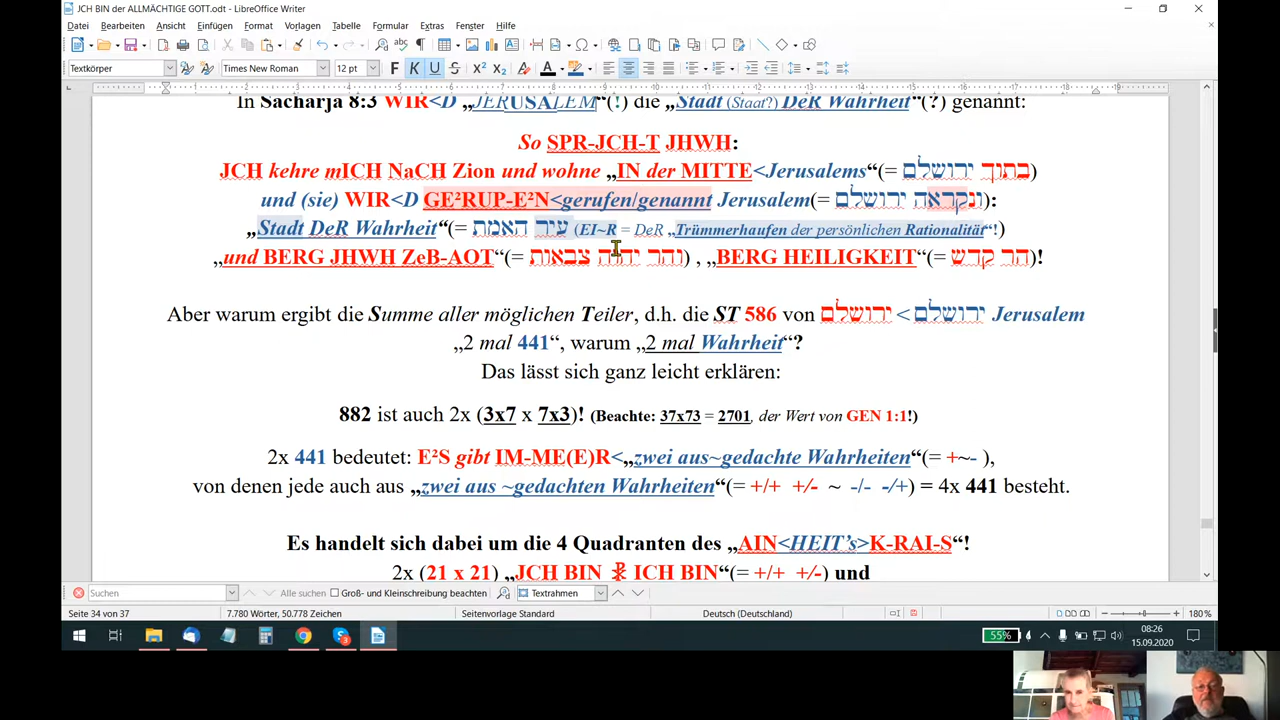 JCH BIN der ALLMÄCHTIGE GOTT.odt - LibreOffice Writer
Datei Bearbeiten Ansicht Einfügen Format Vorlagen Tabelle Formular Extras Fenster Hilfe
Textkörper Times New Roman 12 pt F K U S X² X₂ A
In Sacharja 8:3 WIR<D „JERUSALEM“(!) die „Stadt (Staat?) DeR Wahrheit“(?) genannt:
So SPR-JCH-T JHWH:
JCH kehre mICH NaCH Zion und wohne „IN der MITTE<Jerusalems“(= בתוך ירושלם)
und (sie) WIR<D GE²RUP-E²N<gerufen/genannt Jerusalem(= ונקראה ירושלם):
„Stadt DeR Wahrheit“(= עיר האמת (EI~R = DeR „Trümmerhaufen der persönlichen Rationalität“!)
„und BERG JHWH ZeB-AOT“(= והר יהוה צבאות) , „BERG HEILIGKEIT“(= הר קדש)!
Aber warum ergibt die Summe aller möglichen Teiler, d.h. die ST 586 von ירושלם < ירושלם Jerusalem
„2 mal 441“, warum „2 mal Wahrheit“?
Das lässt sich ganz leicht erklären:
882 ist auch 2x (3x7 x 7x3)! (Beachte: 37x73 = 2701, der Wert von GEN 1:1!)
2x 441 bedeutet: E²S gibt IM-ME(E)R<„zwei aus~gedachte Wahrheiten“(= +~- ),
von denen jede auch aus „zwei aus ~gedachten Wahrheiten“(= +/+ +/- ~ -/- -/+) = 4x 441 besteht.
Es handelt sich dabei um die 4 Quadranten des „AIN<HEIT’s>K-RAI-S“!
2x (21 x 21) „JCH BIN ICH BIN“(= +/+ +/-) und
Suchen Alle suchen Groß- und Kleinschreibung beachten Textrahmen
Seite 34 von 37 7.780 Wörter, 50.778 Zeichen Seitenvorlage Standard Deutsch (Deutschland) 180%
55% 08:26
15.09.2020